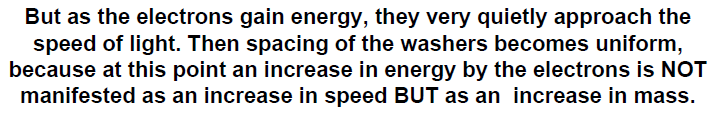 But as the electrons gain energy, they very quietly approach the
speed of light. Then spacing of the washers becomes uniform,
because at this point an increase in energy by the electrons is NOT
manifested as an increase in speed BUT as an  increase in mass.